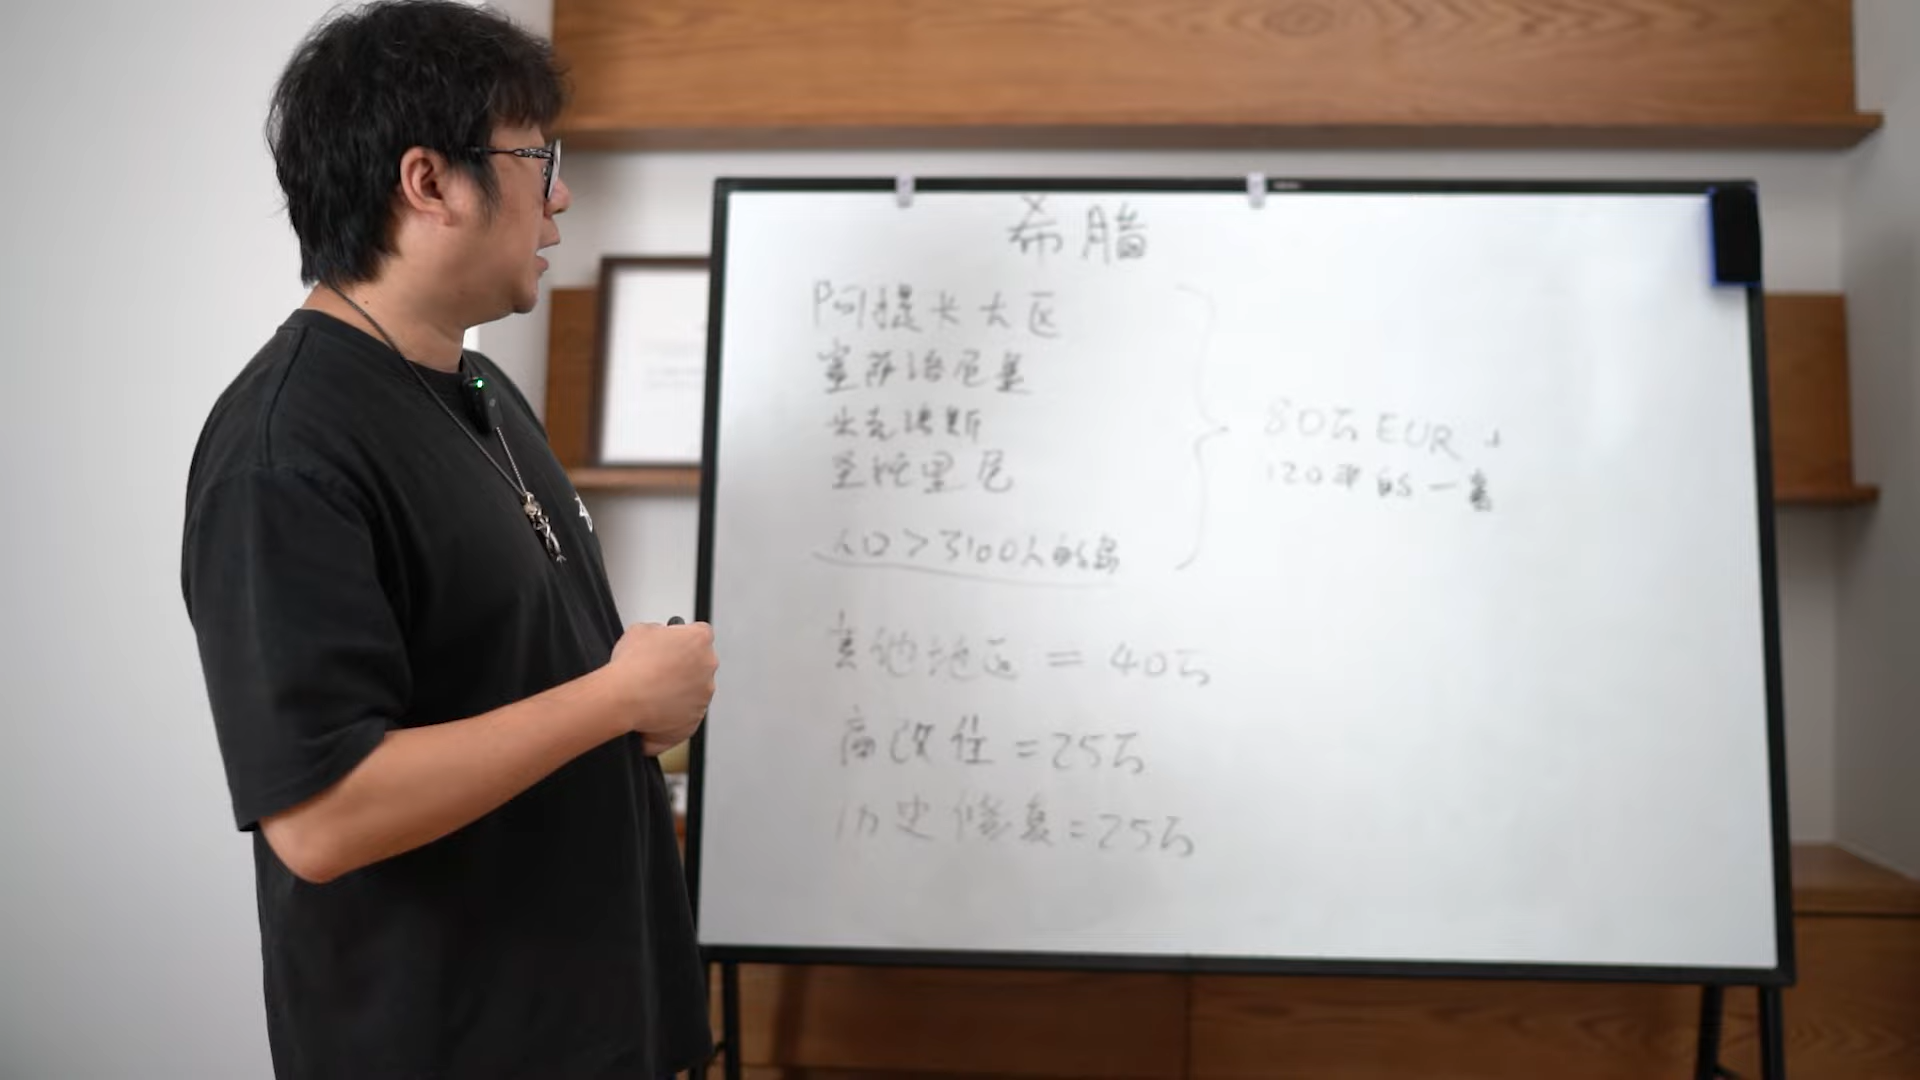 希腊
阿提卡大区
塞萨洛尼基
米克诺斯
圣托里尼
人口>3100人的岛
80万EUR +
120平的一套
其他地区 = 40万
商改住 = 25万
历史修复 = 25万